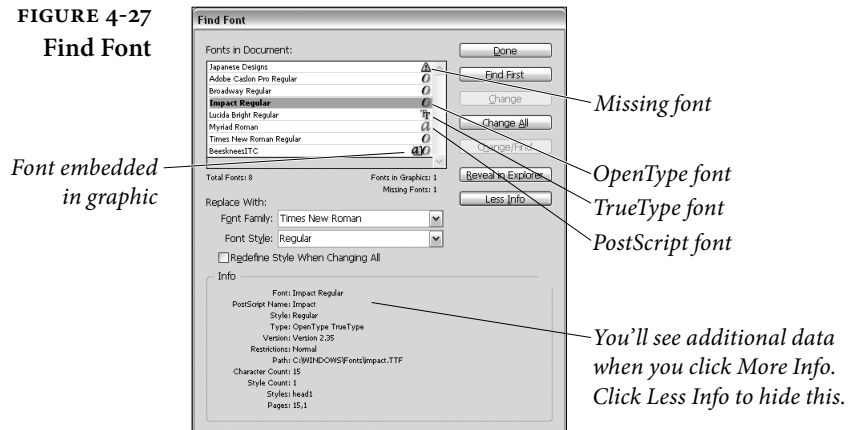 FIGURE 4-27
Find Font
Find Font
Fonts in Document:
Japanese Designs
Adobe Caslon Pro Regular
Broadway Regular
Impact Regular
Lucida Bright Regular
Myriad Roman
Times New Roman Regular
BeeskneesITC
Total Fonts: 8
Fonts in Graphics: 1
Missing Fonts: 1
Replace With:
Font Family: Times New Roman
Font Style: Regular
Redefine Style When Changing All
Info
Font: Impact Regular
PostScript Name: Impact
Style: Regular
Type: OpenType TrueType
Version: Version 2.35
Restrictions: Normal
Path: C:\WINDOWS\Fonts\impact.TTF
Character Count: 15
Style Count: 1
Styles: head1
Pages: 15,1
Done
Find First
Change
Change All
Change/Find
Reveal in Explorer
Less Info
Font embedded
in graphic
Missing font
OpenType font
TrueType font
PostScript font
You'll see additional data
when you click More Info.
Click Less Info to hide this.